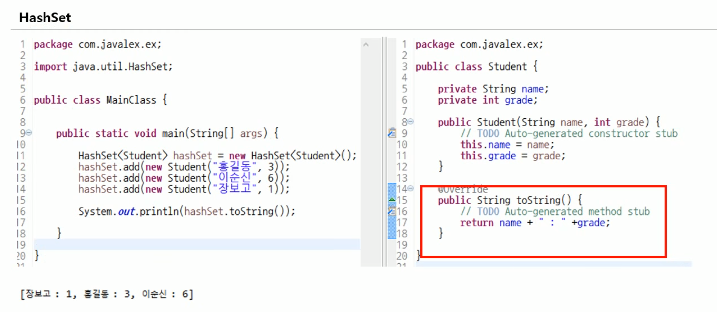 HashSet
1 package com.javalex.ex;
2
3 import java.util.HashSet;
4
5
6 public class MainClass {
7
8
9 public static void main(String[] args) {
10
11 HashSet<Student> hashSet = new HashSet<Student>();
12 hashSet.add(new Student("홍길동", 3));
13 hashSet.add(new Student("이순신", 6));
14 hashSet.add(new Student("장보고", 1));
15
16 System.out.println(hashSet.toString());
17
18 }
19
20 }
1 package com.javalex.ex;
2
3 public class Student {
4
5 private String name;
6 private int grade;
7
8 public Student(String name, int grade) {
9 // TODO Auto-generated constructor stub
10 this.name = name;
11 this.grade = grade;
12 }
13
14 @Override
15 public String toString() {
16 // TODO Auto-generated method stub
17 return name + " : " +grade;
18 }
19
20 }
[장보고 : 1, 홍길동 : 3, 이순신 : 6]